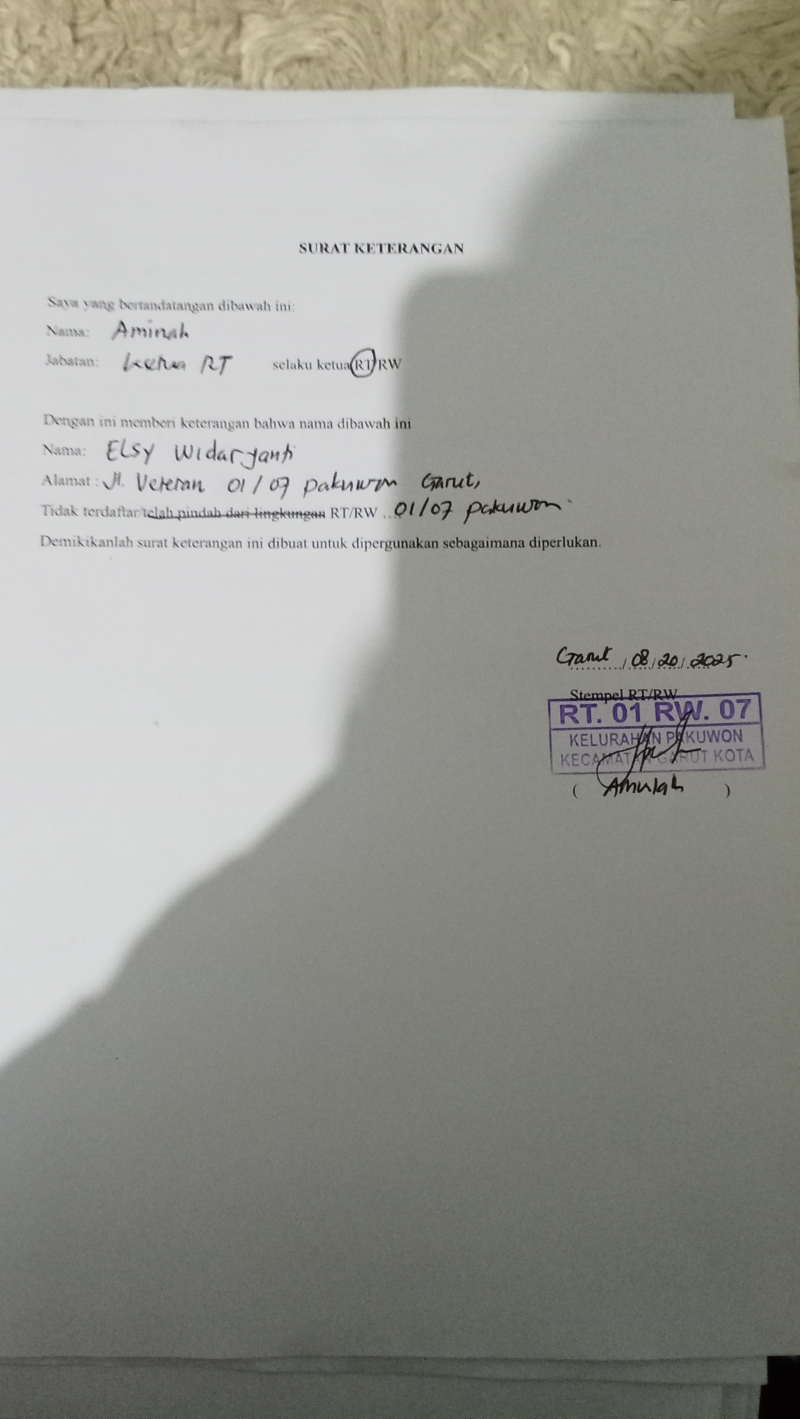 SURAT KETERANGAN
Saya yang bertandatangan dibawah ini:
Nama: Aminah
Jabatan: ketua RT selaku ketua RT/RW
Dengan ini memberi keterangan bahwa nama dibawah ini
Nama: Elsy Widaryanti
Alamat : Jl. Veteran 01/07 pakuwon Garut,
Tidak terdaftar/telah pindah dari lingkungan RT/RW ... 01/07 pakuwon
Demikikanlah surat keterangan ini dibuat untuk dipergunakan sebagaimana diperlukan.
Garut, 08/20/2025.
Stempel RT/RW
RT. 01 RW. 07
KELURAHAN PAKUWON
KECAMATAN GARUT KOTA
( Aminah )